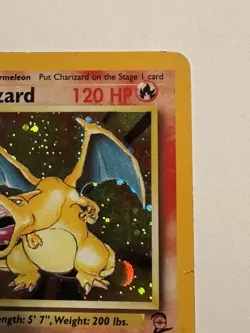 rmeleon Put Charizard on the Stage 1 card
zard 120 HP
ength: 5' 7", Weight: 200 lbs.